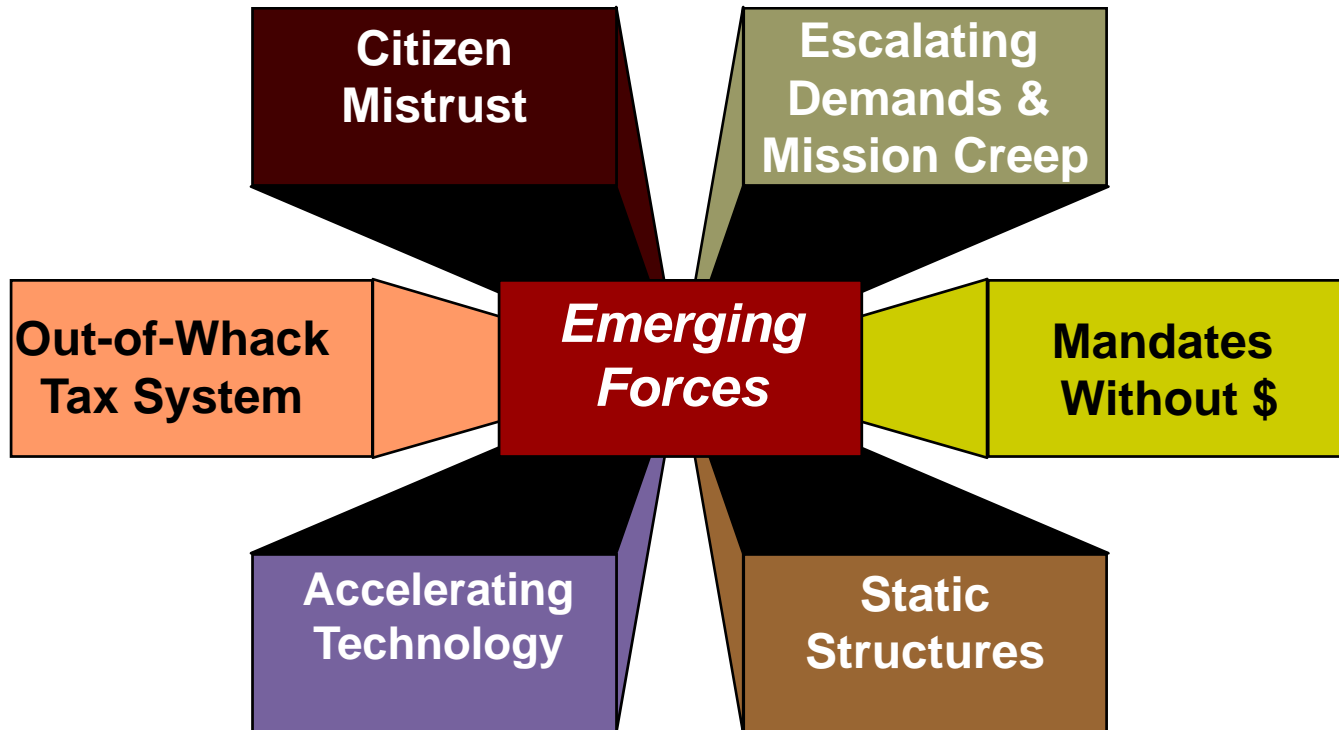 Citizen
Mistrust
Escalating
Demands &
Mission Creep
Out-of-Whack
Tax System
Emerging
Forces
Mandates
Without $
Accelerating
Technology
Static
Structures